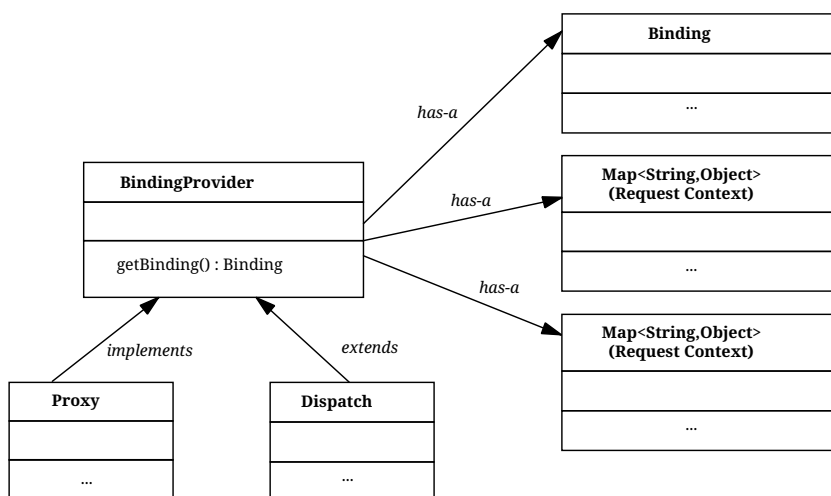 Binding
...
has-a
Map<String,Object>
(Request Context)
...
BindingProvider
has-a
getBinding() : Binding
has-a
Map<String,Object>
(Request Context)
...
implements
extends
Proxy
...
Dispatch
...